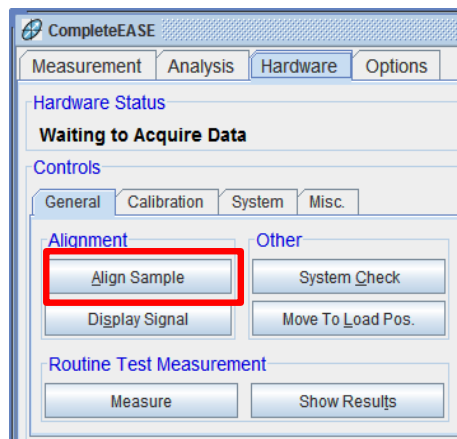 CompleteEASE
Measurement Analysis Hardware Options
Hardware Status
Waiting to Acquire Data
Controls
General Calibration System Misc.
Alignment Other
Align Sample System Check
Display Signal Move To Load Pos.
Routine Test Measurement
Measure Show Results